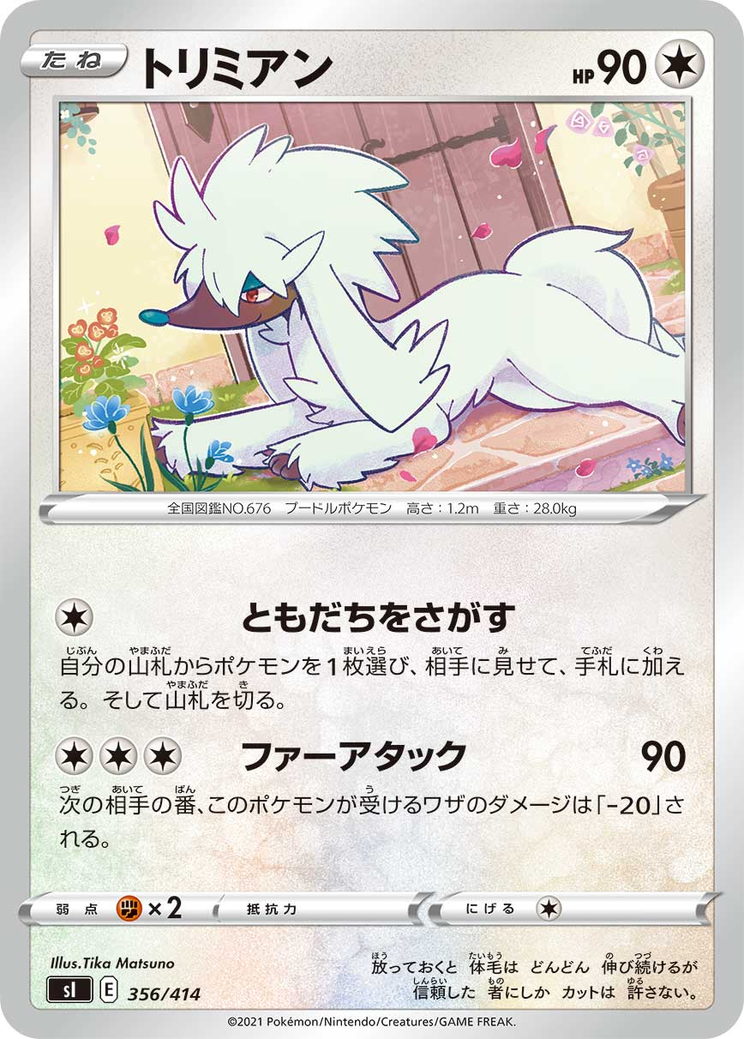 たね トリミアン HP 90
全国図鑑NO.676 プードルポケモン 高さ:1.2m 重さ:28.0kg
ともだちをさがす
自分の山札からポケモンを1枚選び、相手に見せて、手札に加え
る。そして山札を切る。
ファーアタック 90
次の相手の番、このポケモンが受けるワザのダメージは「-20」さ
れる。
弱点 ×2 抵抗力 にげる
Illus.Tika Matsuno
放っておくと 体毛は どんどん 伸び続けるが
信頼した 者にしか カットは 許さない。
sI E 356/414
©2021 Pokémon/Nintendo/Creatures/GAME FREAK.